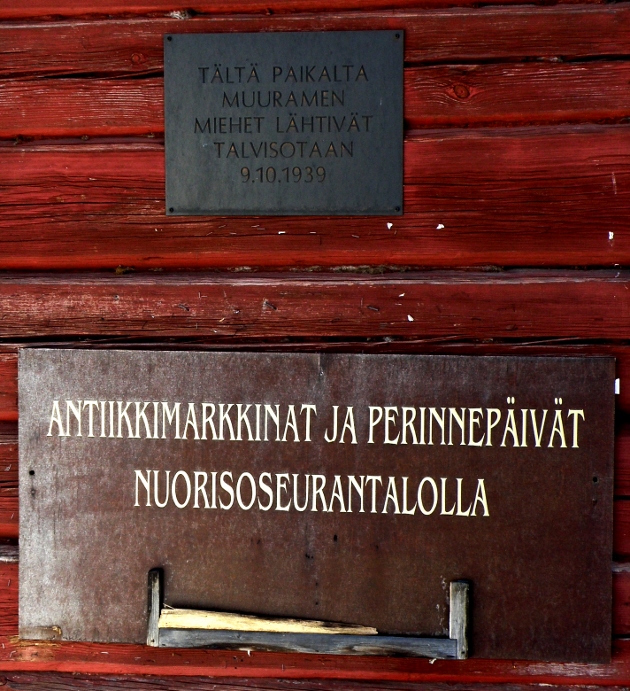 TÄLTÄ PAIKALTA
MUURAMEN
MIEHET LÄHTIVÄT
TALVISOTAAN
9.10.1939
ANTIIKKIMARKKINAT JA PERINNEPÄIVÄT
NUORISOSEURANTALOLLA